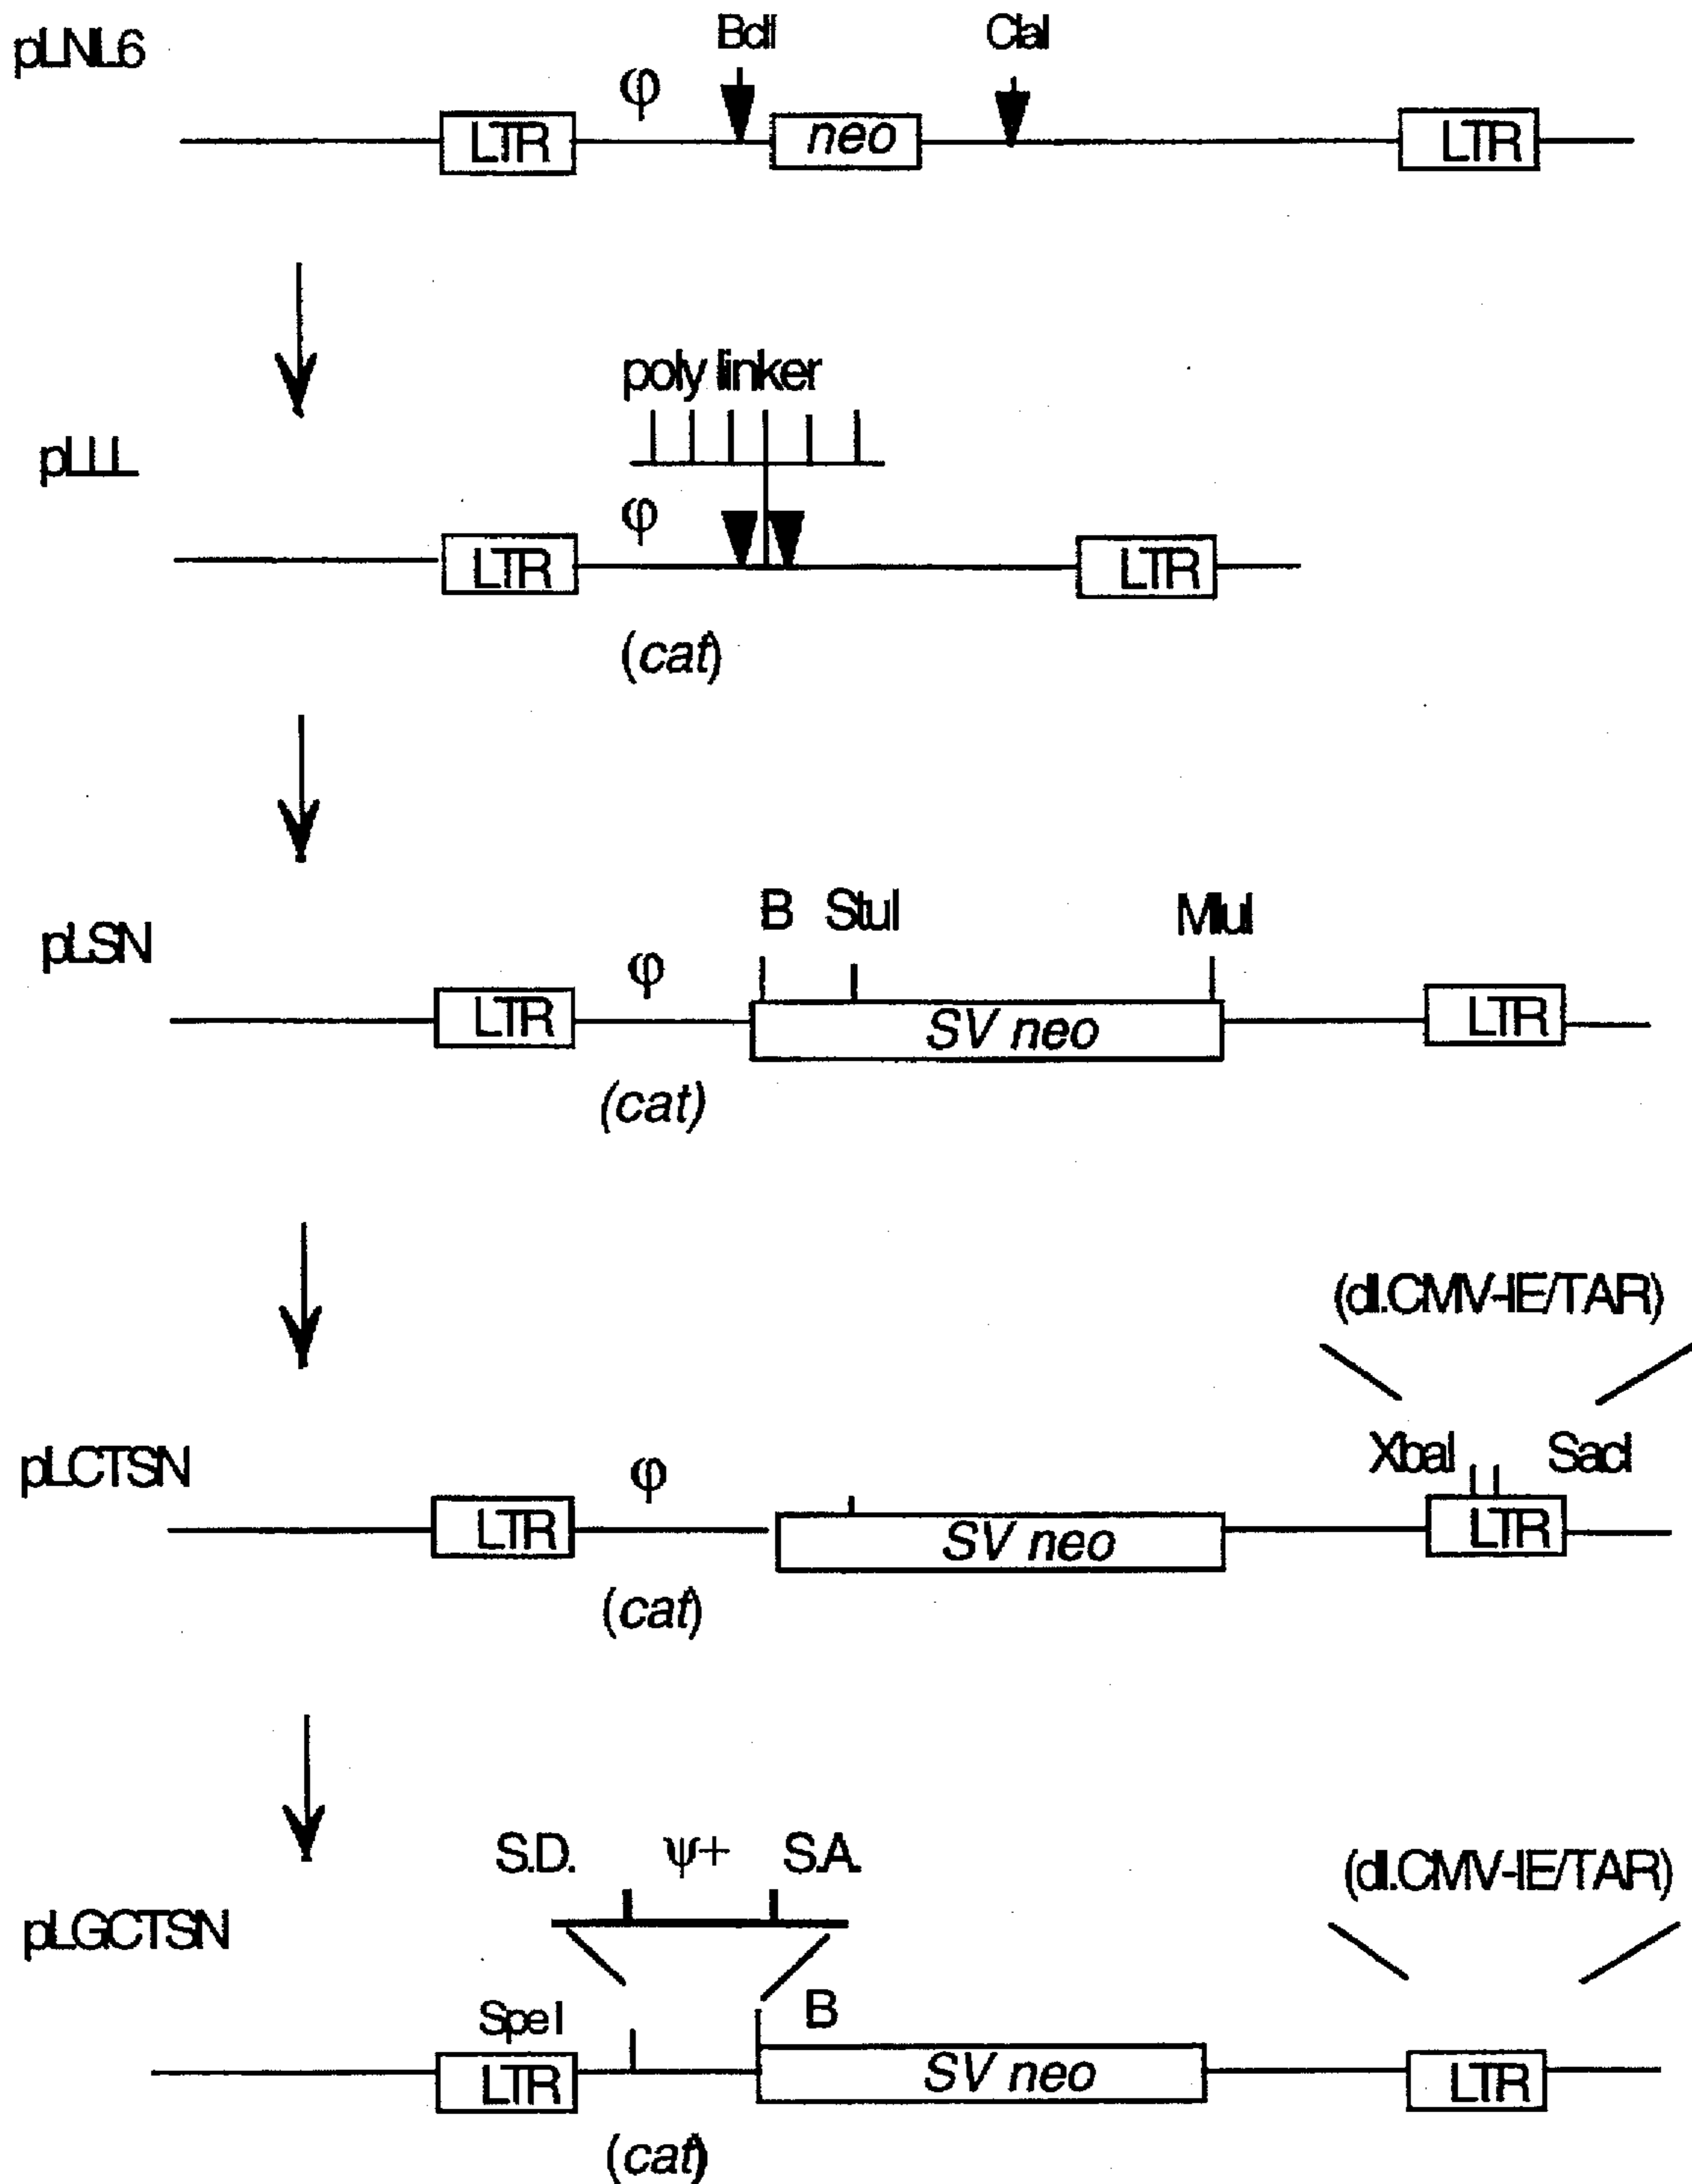 pLNL6
BclI
ClaI
φ
LTR
neo
LTR
poly linker
pLLL
φ
LTR
LTR
(cat)
B StuI MluI
pLSN
φ
LTR
SV neo
LTR
(cat)
(dl.CMV-IE/TAR)
XbaI SacI
pLCTSN
φ
LTR
SV neo
LTR
(cat)
S.D. ψ+ S.A.
(dl.CMV-IE/TAR)
pLGCTSN
SpeI
B
LTR
SV neo
LTR
(cat)